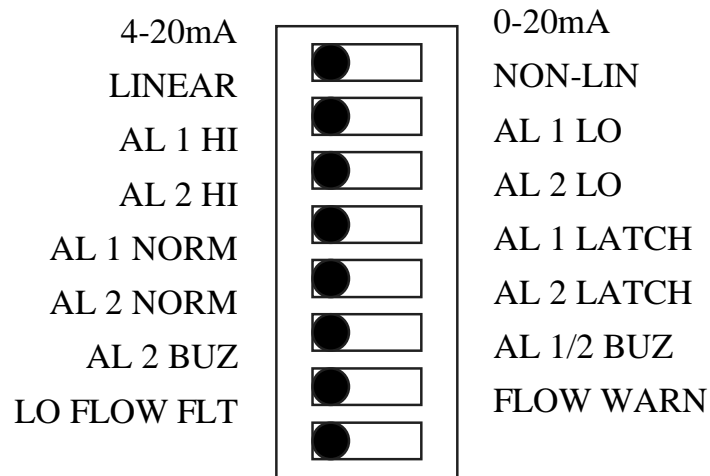 4-20mA 0-20mA
LINEAR NON-LIN
AL 1 HI AL 1 LO
AL 2 HI AL 2 LO
AL 1 NORM AL 1 LATCH
AL 2 NORM AL 2 LATCH
AL 2 BUZ AL 1/2 BUZ
LO FLOW FLT FLOW WARN